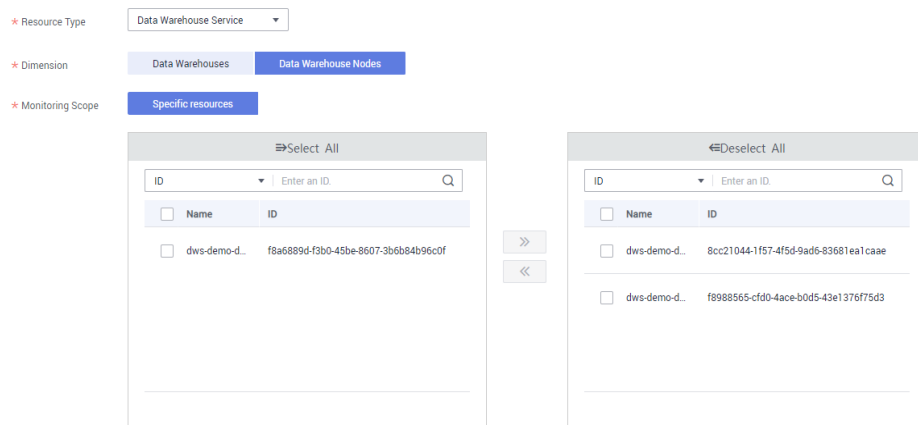 * Resource Type Data Warehouse Service
* Dimension Data Warehouses Data Warehouse Nodes
* Monitoring Scope Specific resources
Select All
ID Enter an ID.
Name ID
dws-demo-d... f8a6889d-f3b0-45be-8607-3b6b84b96c0f
Deselect All
ID Enter an ID.
Name ID
dws-demo-d... 8cc21044-1f57-4f5d-9ad6-83681ea1caae
dws-demo-d... f8988565-cfd0-4ace-b0d5-43e1376f75d3